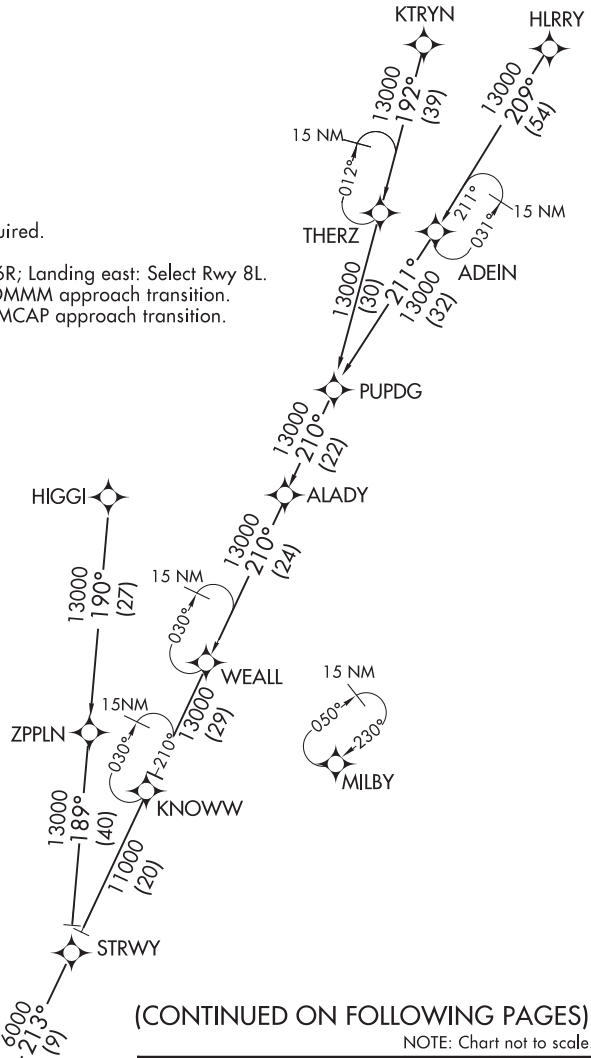 KTRYN
HLRRY
13000
192°
(39)
13000
209°
(54)
15 NM
012°
THERZ
211°
031°
15 NM
ADEIN
uired.
6R; Landing east: Select Rwy 8L.
OMMM approach transition.
MCAP approach transition.
13000
(30)
211°
13000
(32)
PUPDG
13000
210°
(22)
HIGGI
ALADY
13000
210°
(24)
13000
190°
(27)
15 NM
030°
WEALL
13000
(29)
15NM
030°
210°
15 NM
050°
230°
MILBY
ZPPLN
KNOWW
13000
189°
(40)
11000
(20)
STRWY
6000
213°
(9)
(CONTINUED ON FOLLOWING PAGES)
NOTE: Chart not to scale.